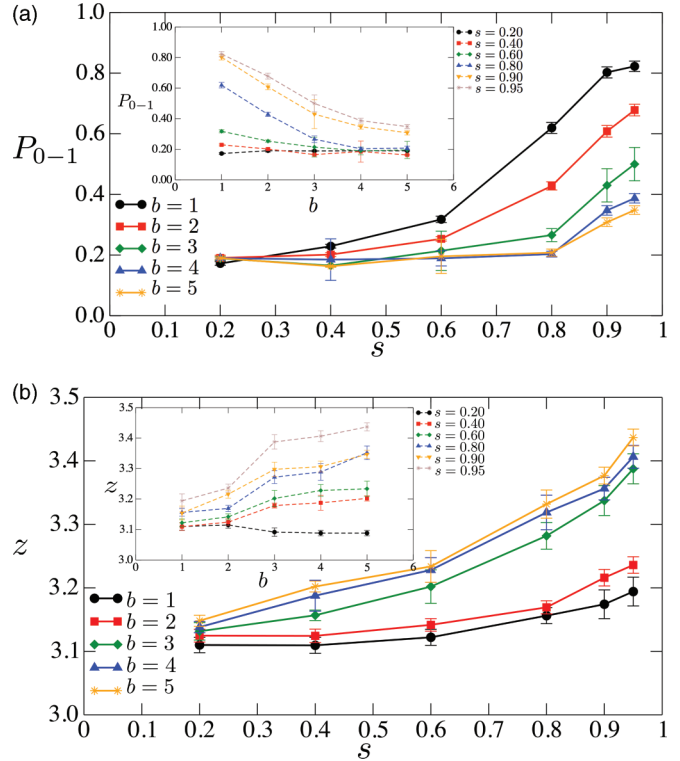 (a)
1.0
0.8
0.6
0.4
0.2
0.0
P0−1
0 0.1 0.2 0.3 0.4 0.5 0.6 0.7 0.8 0.9 1
s
b = 1
b = 2
b = 3
b = 4
b = 5
1.00
0.80
0.60
0.40
0.20
0.00
P0−1
0 1 2 3 4 5 6
b
s = 0.20
s = 0.40
s = 0.60
s = 0.80
s = 0.90
s = 0.95
(b)
3.5
3.4
3.3
3.2
3.1
3.0
z
0 0.1 0.2 0.3 0.4 0.5 0.6 0.7 0.8 0.9 1
s
b = 1
b = 2
b = 3
b = 4
b = 5
3.5
3.4
3.3
3.2
3.1
3.0
z
0 1 2 3 4 5 6
b
s = 0.20
s = 0.40
s = 0.60
s = 0.80
s = 0.90
s = 0.95